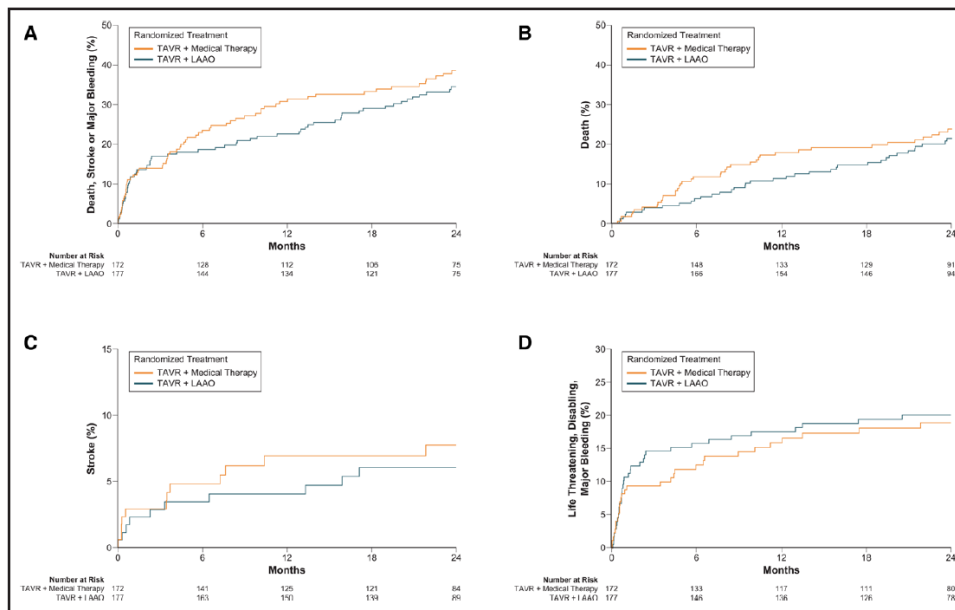 A
Randomized Treatment
TAVR + Medical Therapy
TAVR + LAAO
Death, Stroke or Major Bleeding (%)
50
40
30
20
10
0
0 6 12 18 24
Months
Number at Risk
TAVR + Medical Therapy 172 128 112 106 75
TAVR + LAAO 177 144 134 121 75
B
Randomized Treatment
TAVR + Medical Therapy
TAVR + LAAO
Death (%)
50
40
30
20
10
0
0 6 12 18 24
Months
Number at Risk
TAVR + Medical Therapy 172 148 133 129 91
TAVR + LAAO 177 166 154 146 94
C
Randomized Treatment
TAVR + Medical Therapy
TAVR + LAAO
Stroke (%)
15
10
5
0
0 6 12 18 24
Months
Number at Risk
TAVR + Medical Therapy 172 141 125 121 84
TAVR + LAAO 177 163 150 139 89
D
Randomized Treatment
TAVR + Medical Therapy
TAVR + LAAO
Life Threatening, Disabling,
Major Bleeding (%)
30
25
20
15
10
5
0
0 6 12 18 24
Months
Number at Risk
TAVR + Medical Therapy 172 133 117 111 80
TAVR + LAAO 177 146 136 126 78